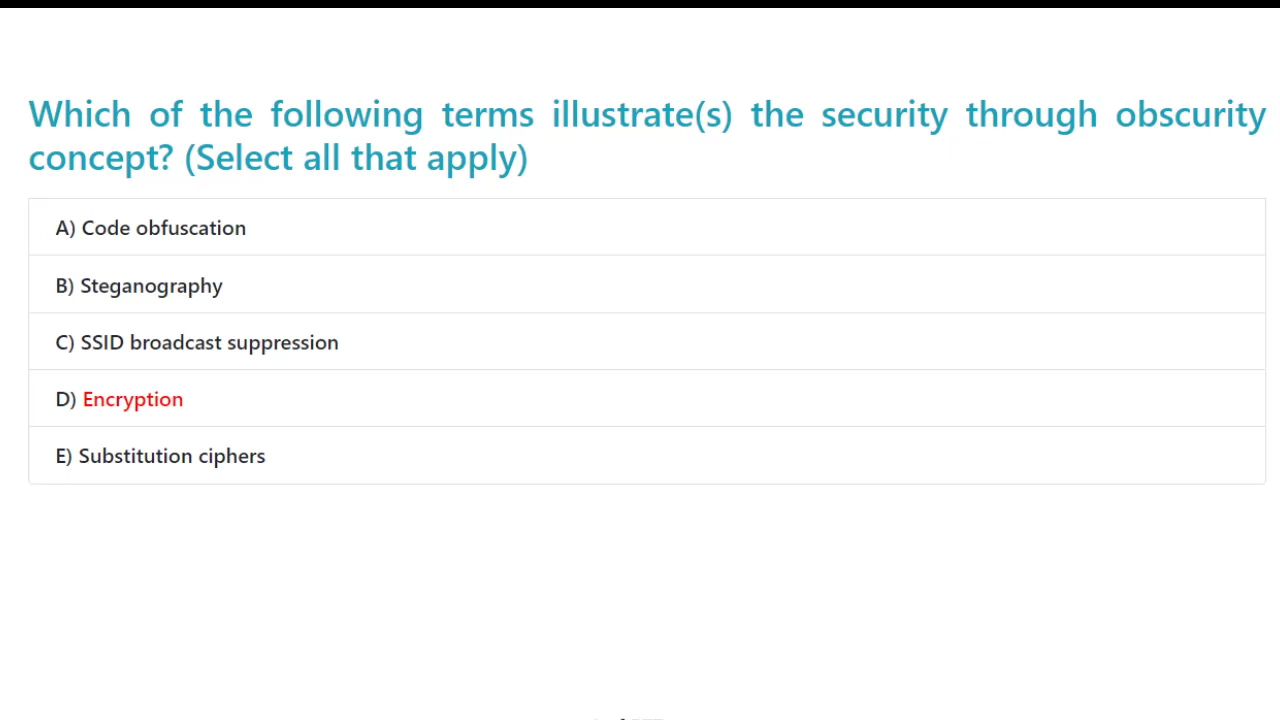 Which of the following terms illustrate(s) the security through obscurity
concept? (Select all that apply)
A) Code obfuscation
B) Steganography
C) SSID broadcast suppression
D) Encryption
E) Substitution ciphers